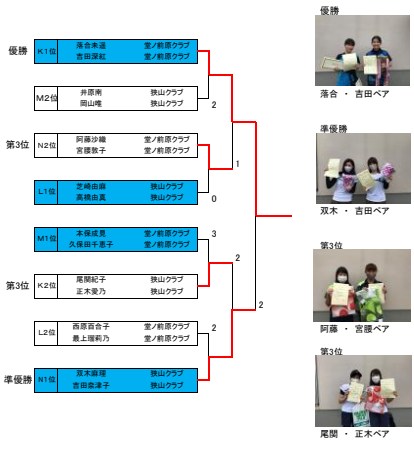 優勝
K1位 落合未遥 堂ノ前原クラブ
吉田深紅 堂ノ前原クラブ
M2位 井原南 狭山クラブ
岡山唯 狭山クラブ
2
第3位
N2位 阿藤沙織 堂ノ前原クラブ
宮腰敦子 堂ノ前原クラブ
1
L1位 芝崎由麻 狭山クラブ
高橋由真 狭山クラブ
0
M1位 本保成見 堂ノ前原クラブ
久保田千恵子 堂ノ前原クラブ
3
2
第3位
K2位 尾関紀子 狭山クラブ
正木愛乃 狭山クラブ
2
L2位 西原百合子 堂ノ前原クラブ
最上瑠莉乃 堂ノ前原クラブ
2
準優勝
N1位 双木麻理 狭山クラブ
吉田奈津子 狭山クラブ
優勝
落合 ・ 吉田ペア
準優勝
双木 ・ 吉田ペア
第3位
阿藤 ・ 宮腰ペア
第3位
尾関 ・ 正木ペア